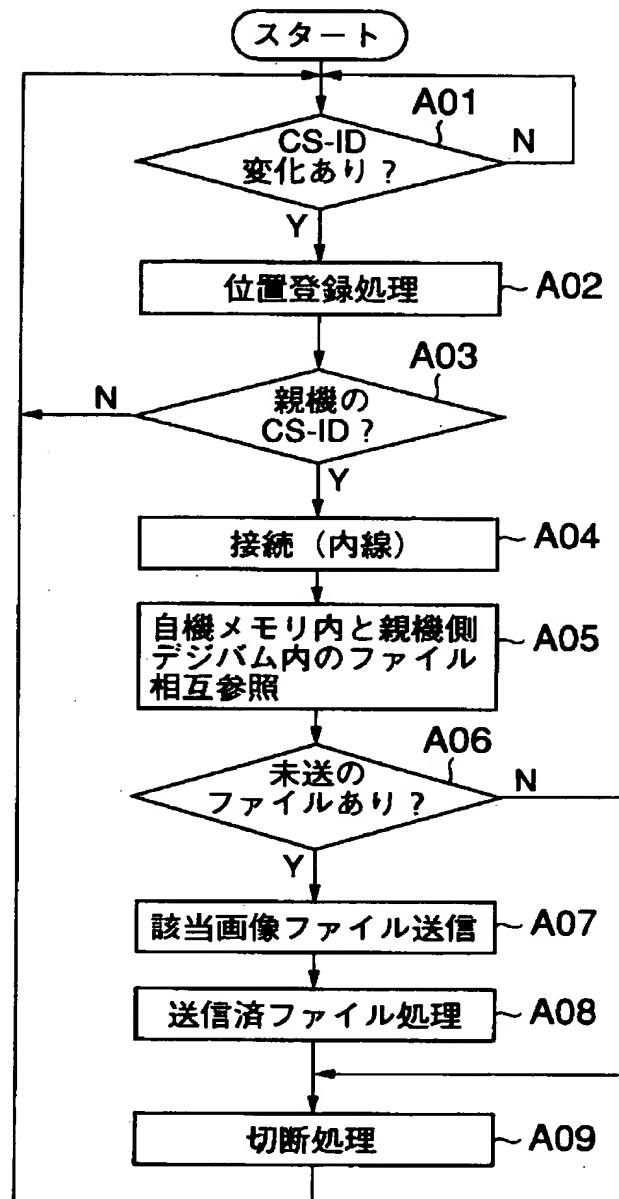 スタート
A01
CS-ID
変化あり？
N
Y
位置登録処理
A02
A03
N
親機の
CS-ID？
Y
接続（内線）
A04
自機メモリ内と親機側
デジバム内のファイル
相互参照
A05
A06
未送の
ファイルあり？
N
Y
該当画像ファイル送信
A07
送信済ファイル処理
A08
切断処理
A09